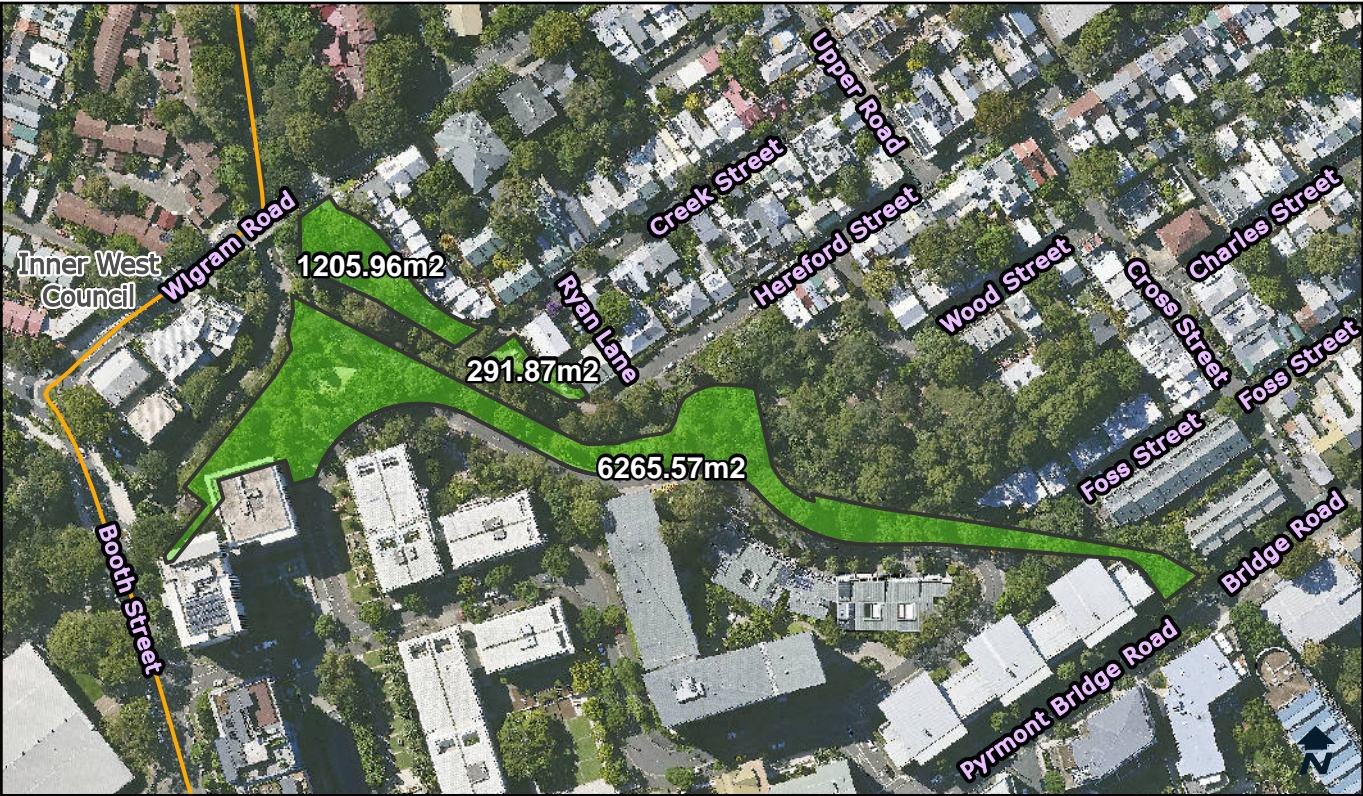 Upper Road
Creek Street
Charles Street
Wigram Road
Hereford Street
Inner West
Council
1205.96m2
Wood Street
Cross Street
Ryan Lane
Foss Street
291.87m2
6265.57m2
Foss Street
Bridge Road
Booth Street
Pyrmont Bridge Road
N